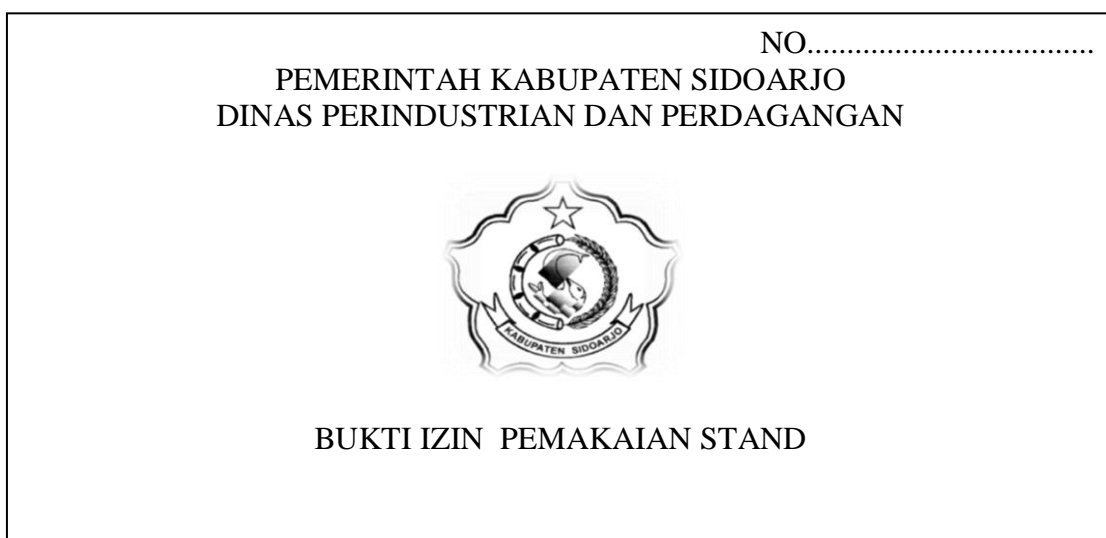 NO....................................
PEMERINTAH KABUPATEN SIDOARJO
DINAS PERINDUSTRIAN DAN PERDAGANGAN
KABUPATEN SIDOARJO
BUKTI IZIN  PEMAKAIAN STAND